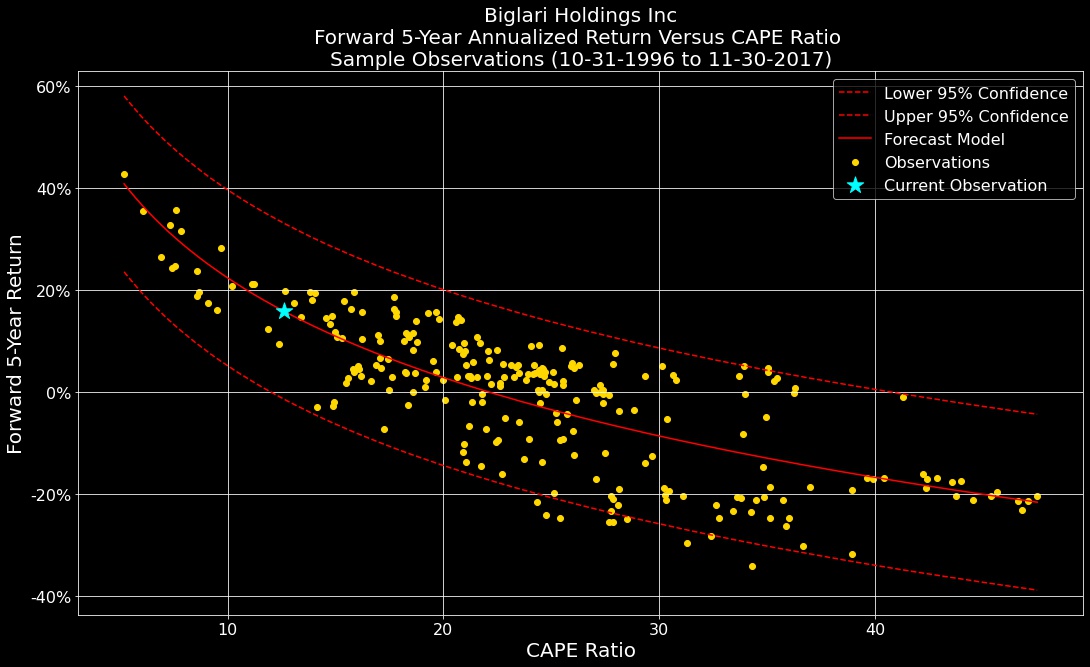 Biglari Holdings Inc
Forward 5-Year Annualized Return Versus CAPE Ratio
Sample Observations (10-31-1996 to 11-30-2017)
Lower 95% Confidence
Upper 95% Confidence
Forecast Model
Observations
Current Observation
Forward 5-Year Return
60%
40%
20%
0%
-20%
-40%
10
20
30
40
CAPE Ratio